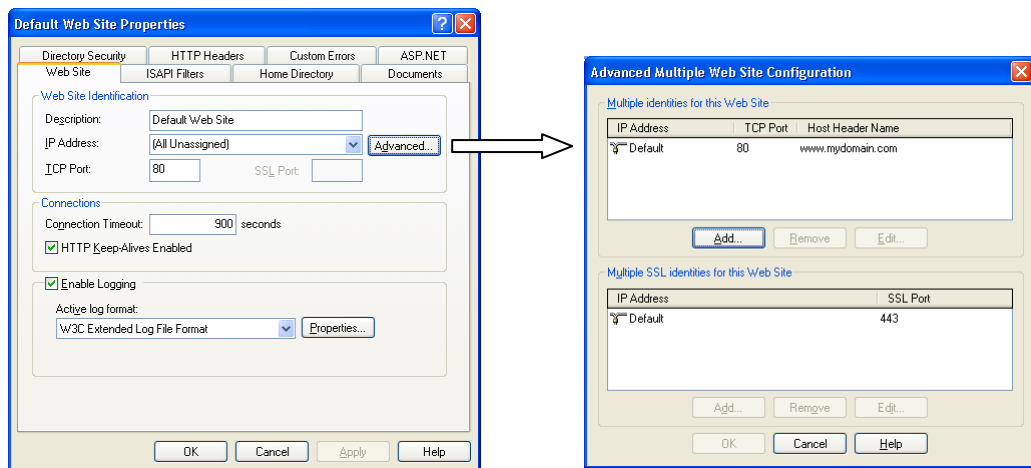 Default Web Site Properties
Directory Security HTTP Headers Custom Errors ASP.NET
Web Site ISAPI Filters Home Directory Documents
Web Site Identification
Description: Default Web Site
IP Address: (All Unassigned) Advanced...
TCP Port: 80 SSL Port:
Connections
Connection Timeout: 900 seconds
HTTP Keep-Alives Enabled
Enable Logging
Active log format:
W3C Extended Log File Format Properties...
OK Cancel Apply Help
Advanced Multiple Web Site Configuration
Multiple identities for this Web Site
IP Address TCP Port Host Header Name
Default 80 www.mydomain.com
Add... Remove Edit...
Multiple SSL identities for this Web Site
IP Address SSL Port
Default 443
Add... Remove Edit...
OK Cancel Help